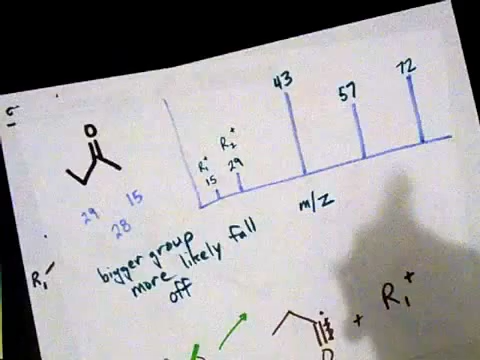 O
29 15
28
R₁⁺ R₂⁺
15 29
43
57
72
m/z
bigger group
more likely fall
off
R₁
+ R₁⁺